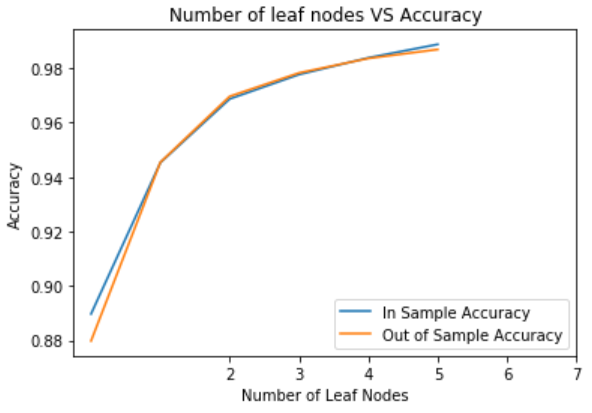 Number of leaf nodes VS Accuracy
0.98
0.96
0.94
0.92
0.90
0.88
Accuracy
In Sample Accuracy
Out of Sample Accuracy
2 3 4 5 6 7
Number of Leaf Nodes